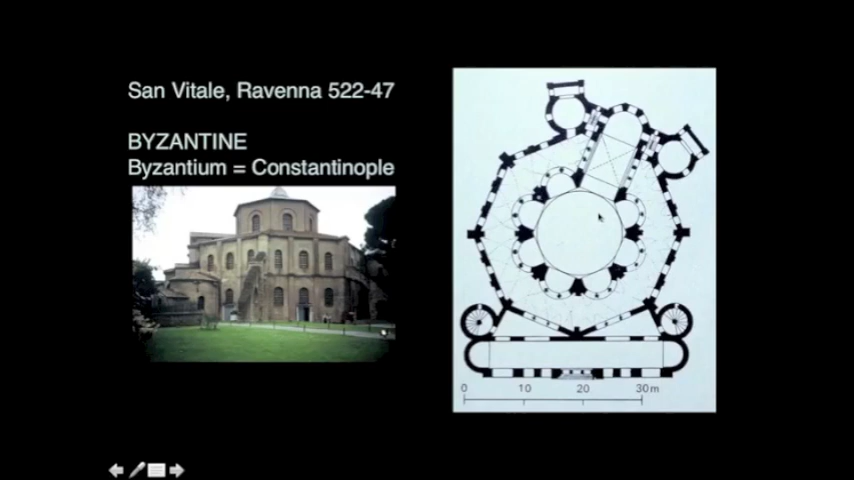 San Vitale, Ravenna 522-47
BYZANTINE
Byzantium = Constantinople
0 10 20 30m